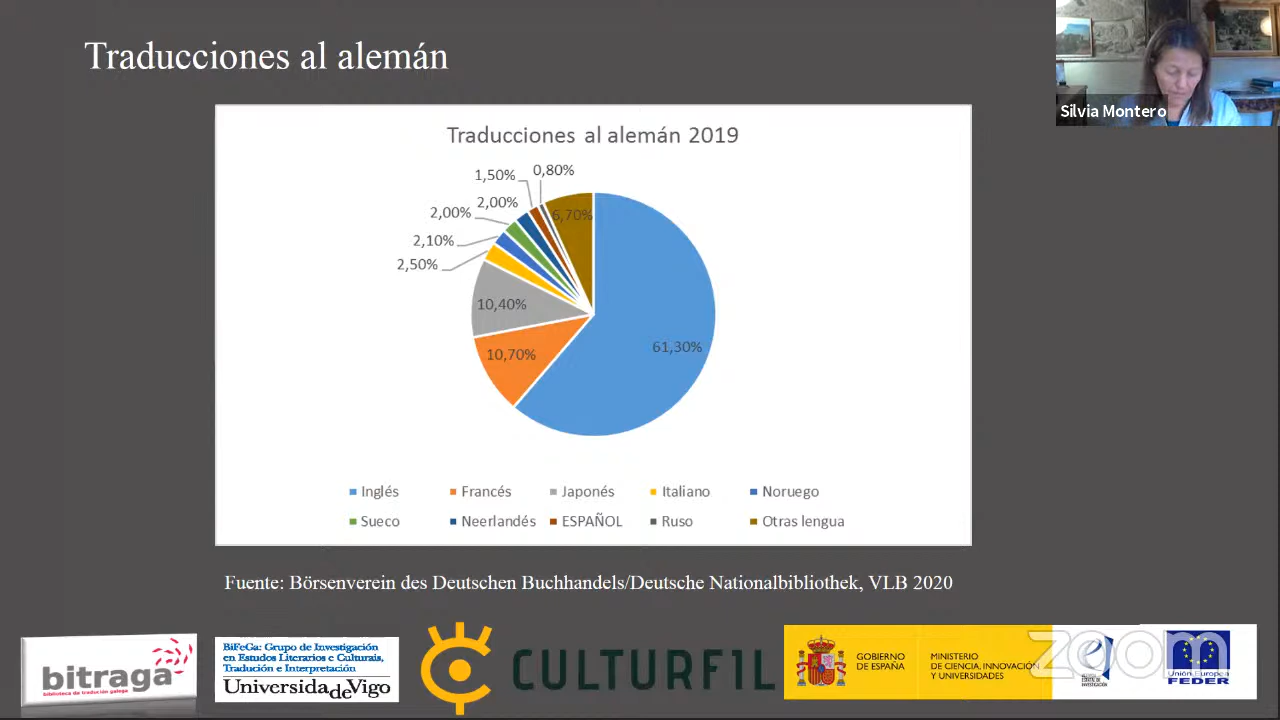 Traducciones al alemán
Silvia Montero
Traducciones al alemán 2019
0,80%
1,50%
2,00%
2,00%
2,10%
2,50%
6,70%
10,40%
10,70%
61,30%
Inglés Francés Japonés Italiano Noruego
Sueco Neerlandés ESPAÑOL Ruso Otras lengua
Fuente: Börsenverein des Deutschen Buchhandels/Deutsche Nationalbibliothek, VLB 2020
bitraga
biblioteca da tradución galega
BiFeGa: Grupo de Investigación
en Estudos Literarios e Culturais,
Tradución e Interpretación
Universida de Vigo
CULTURFIL
GOBIERNO
DE ESPAÑA
MINISTERIO
DE CIENCIA, INNOVACIÓN
Y UNIVERSIDADES
zoom
Unión Europea
FEDER